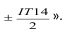 ± IT14/2 ».